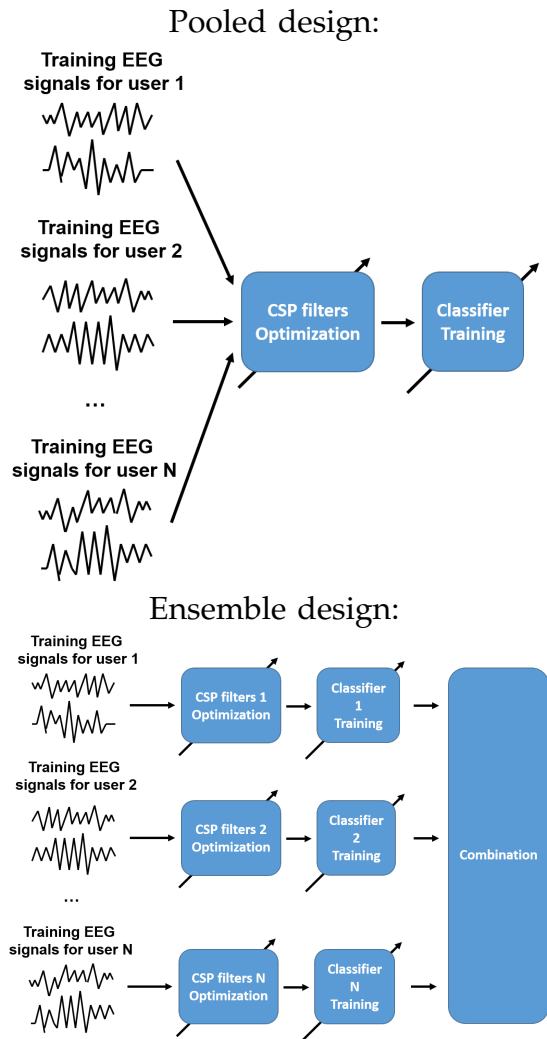 Pooled design:
Training EEG
signals for user 1
Training EEG
signals for user 2
...
Training EEG
signals for user N
CSP filters
Optimization
Classifier
Training
Ensemble design:
Training EEG
signals for user 1
CSP filters 1
Optimization
Classifier
1
Training
Training EEG
signals for user 2
CSP filters 2
Optimization
Classifier
2
Training
...
Training EEG
signals for user N
CSP filters N
Optimization
Classifier
N
Training
Combination